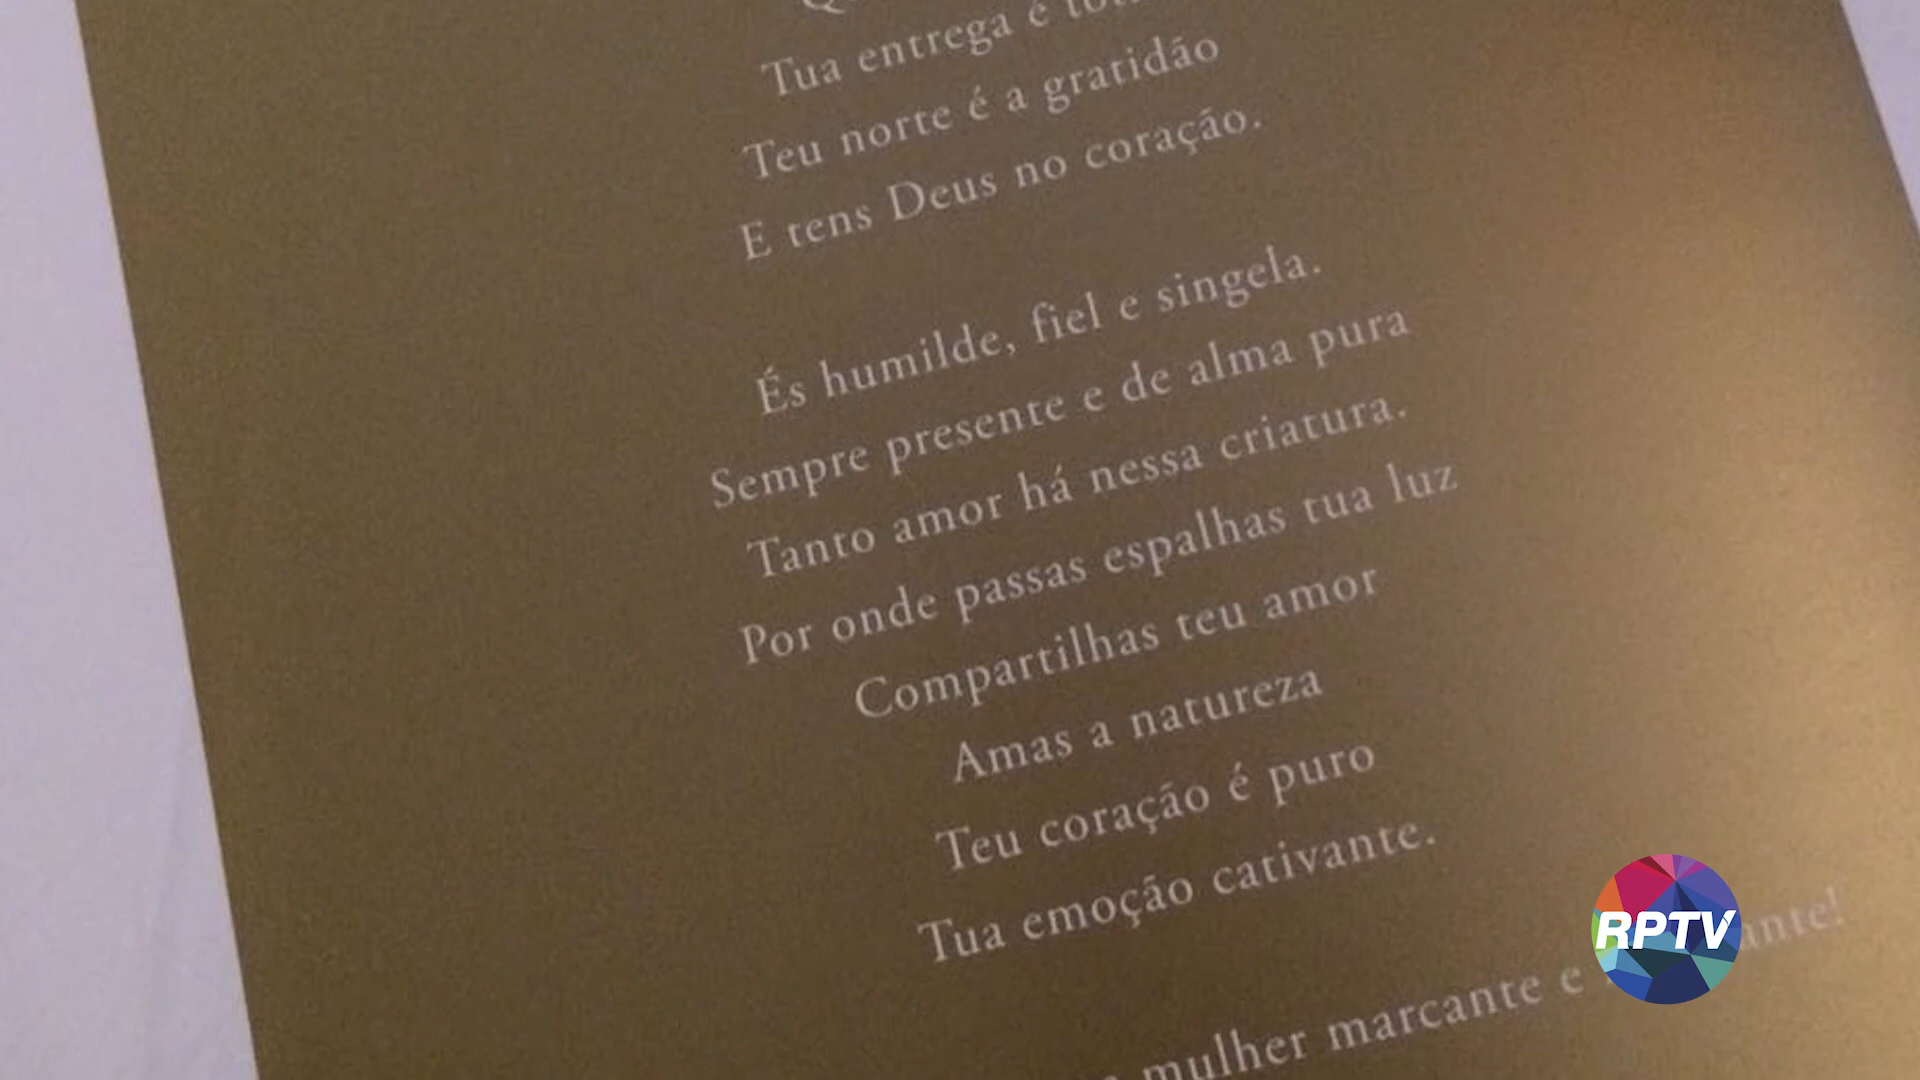 Tua entrega é
Teu norte é a gratidão
E tens Deus no coração.
És humilde, fiel e singela.
Sempre presente e de alma pura
Tanto amor há nessa criatura.
Por onde passas espalhas tua luz
Compartilhas teu amor
Amas a natureza
Teu coração é puro
Tua emoção cativante.
mulher marcante e
RPTV